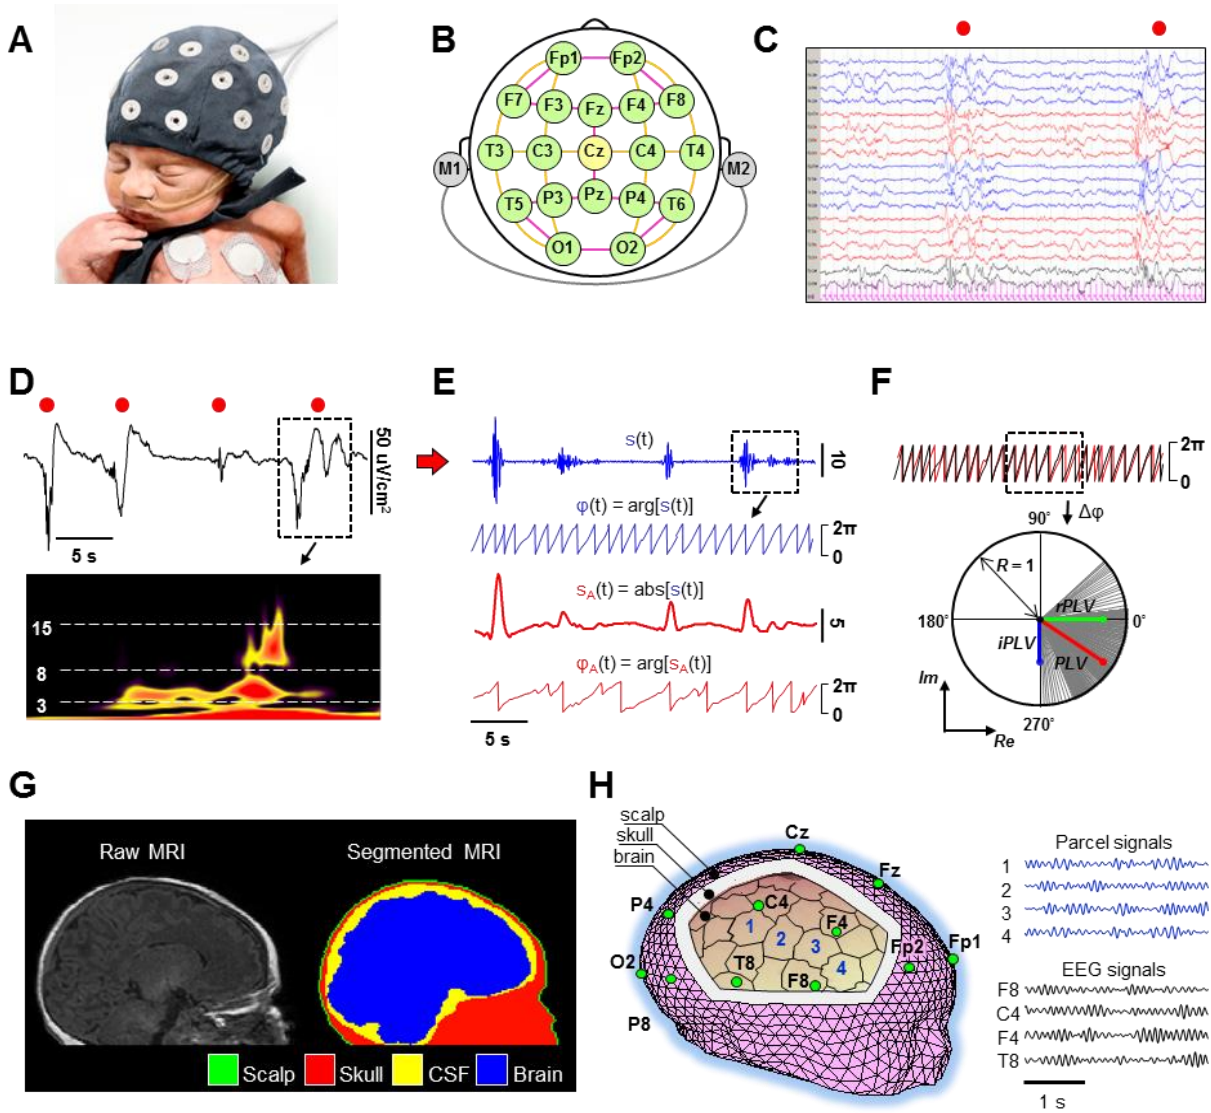 A
B
C
Fp1 Fp2
F7 F3 Fz F4 F8
T3 C3 Cz C4 T4
M1 M2
T5 P3 Pz P4 T6
O1 O2
D
50 uV/cm²
5 s
15
8
3
E
s(t)
10
φ(t) = arg[s(t)]
2π
0
sA(t) = abs[s(t)]
5
φA(t) = arg[sA(t)]
2π
0
5 s
F
2π
0
Δφ
90°
R = 1
rPLV
180°
0°
iPLV
PLV
Im
270°
Re
G
Raw MRI
Segmented MRI
Scalp Skull CSF Brain
H
scalp
skull
brain
Cz
Fz
P4
C4
F4
1
2
3
4
Fp2
Fp1
O2
T8
F8
P8
Parcel signals
1
2
3
4
EEG signals
F8
C4
F4
T8
1 s